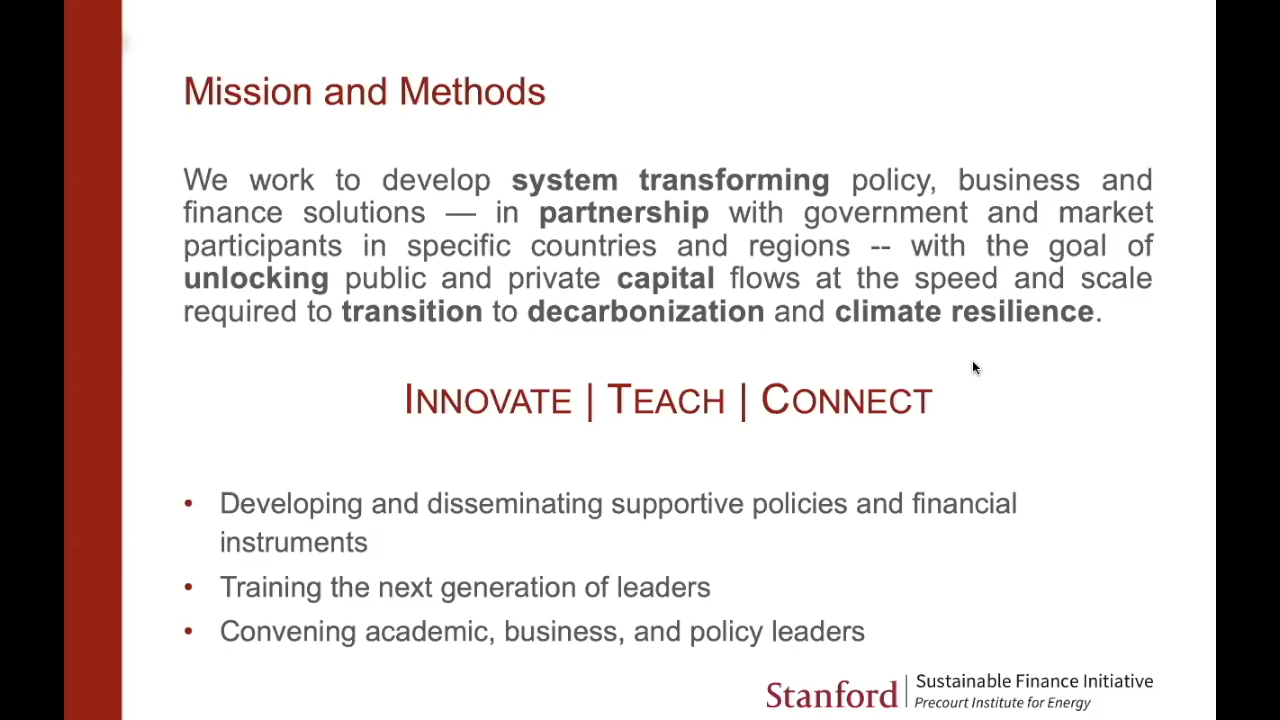 Mission and Methods
We work to develop system transforming policy, business and
finance solutions — in partnership with government and market
participants in specific countries and regions -- with the goal of
unlocking public and private capital flows at the speed and scale
required to transition to decarbonization and climate resilience.
INNOVATE | TEACH | CONNECT
• Developing and disseminating supportive policies and financial
instruments
• Training the next generation of leaders
• Convening academic, business, and policy leaders
Stanford | Sustainable Finance Initiative
Precourt Institute for Energy